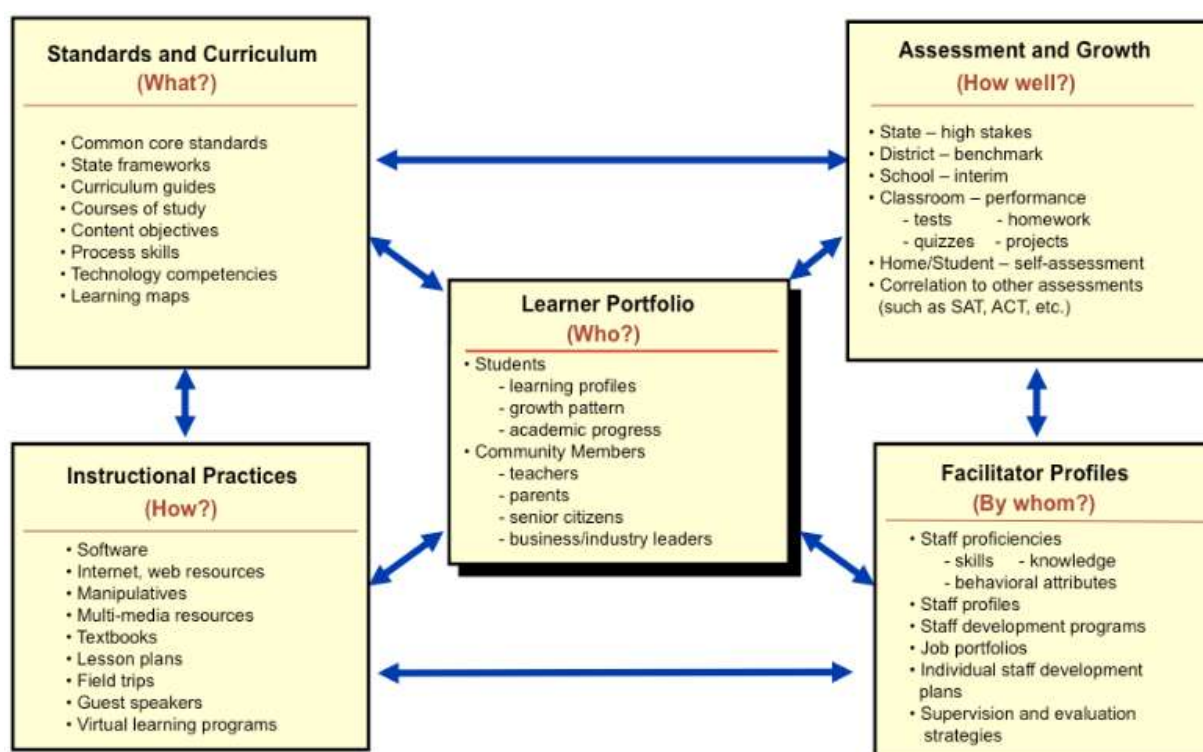 Standards and Curriculum
(What?)
• Common core standards
• State frameworks
• Curriculum guides
• Courses of study
• Content objectives
• Process skills
• Technology competencies
• Learning maps
Assessment and Growth
(How well?)
• State – high stakes
• District – benchmark
• School – interim
• Classroom – performance
- tests - homework
- quizzes - projects
• Home/Student – self-assessment
• Correlation to other assessments
(such as SAT, ACT, etc.)
Learner Portfolio
(Who?)
• Students
- learning profiles
- growth pattern
- academic progress
• Community Members
- teachers
- parents
- senior citizens
- business/industry leaders
Instructional Practices
(How?)
• Software
• Internet, web resources
• Manipulatives
• Multi-media resources
• Textbooks
• Lesson plans
• Field trips
• Guest speakers
• Virtual learning programs
Facilitator Profiles
(By whom?)
• Staff proficiencies
- skills - knowledge
- behavioral attributes
• Staff profiles
• Staff development programs
• Job portfolios
• Individual staff development
plans
• Supervision and evaluation
strategies